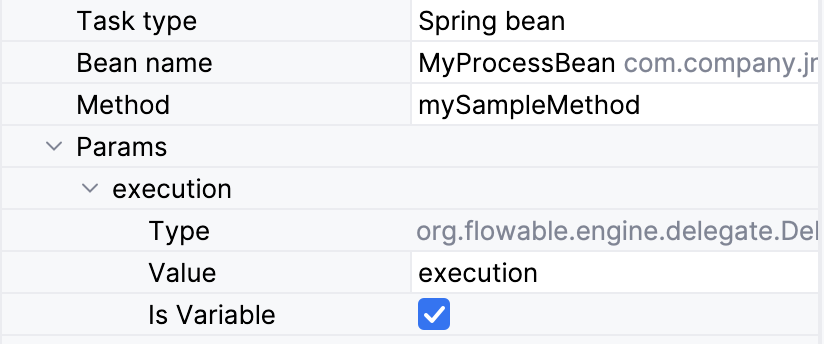 Task type Spring bean
Bean name MyProcessBean com.company.jr
Method mySampleMethod
Params
execution
Type org.flowable.engine.delegate.Del
Value execution
Is Variable